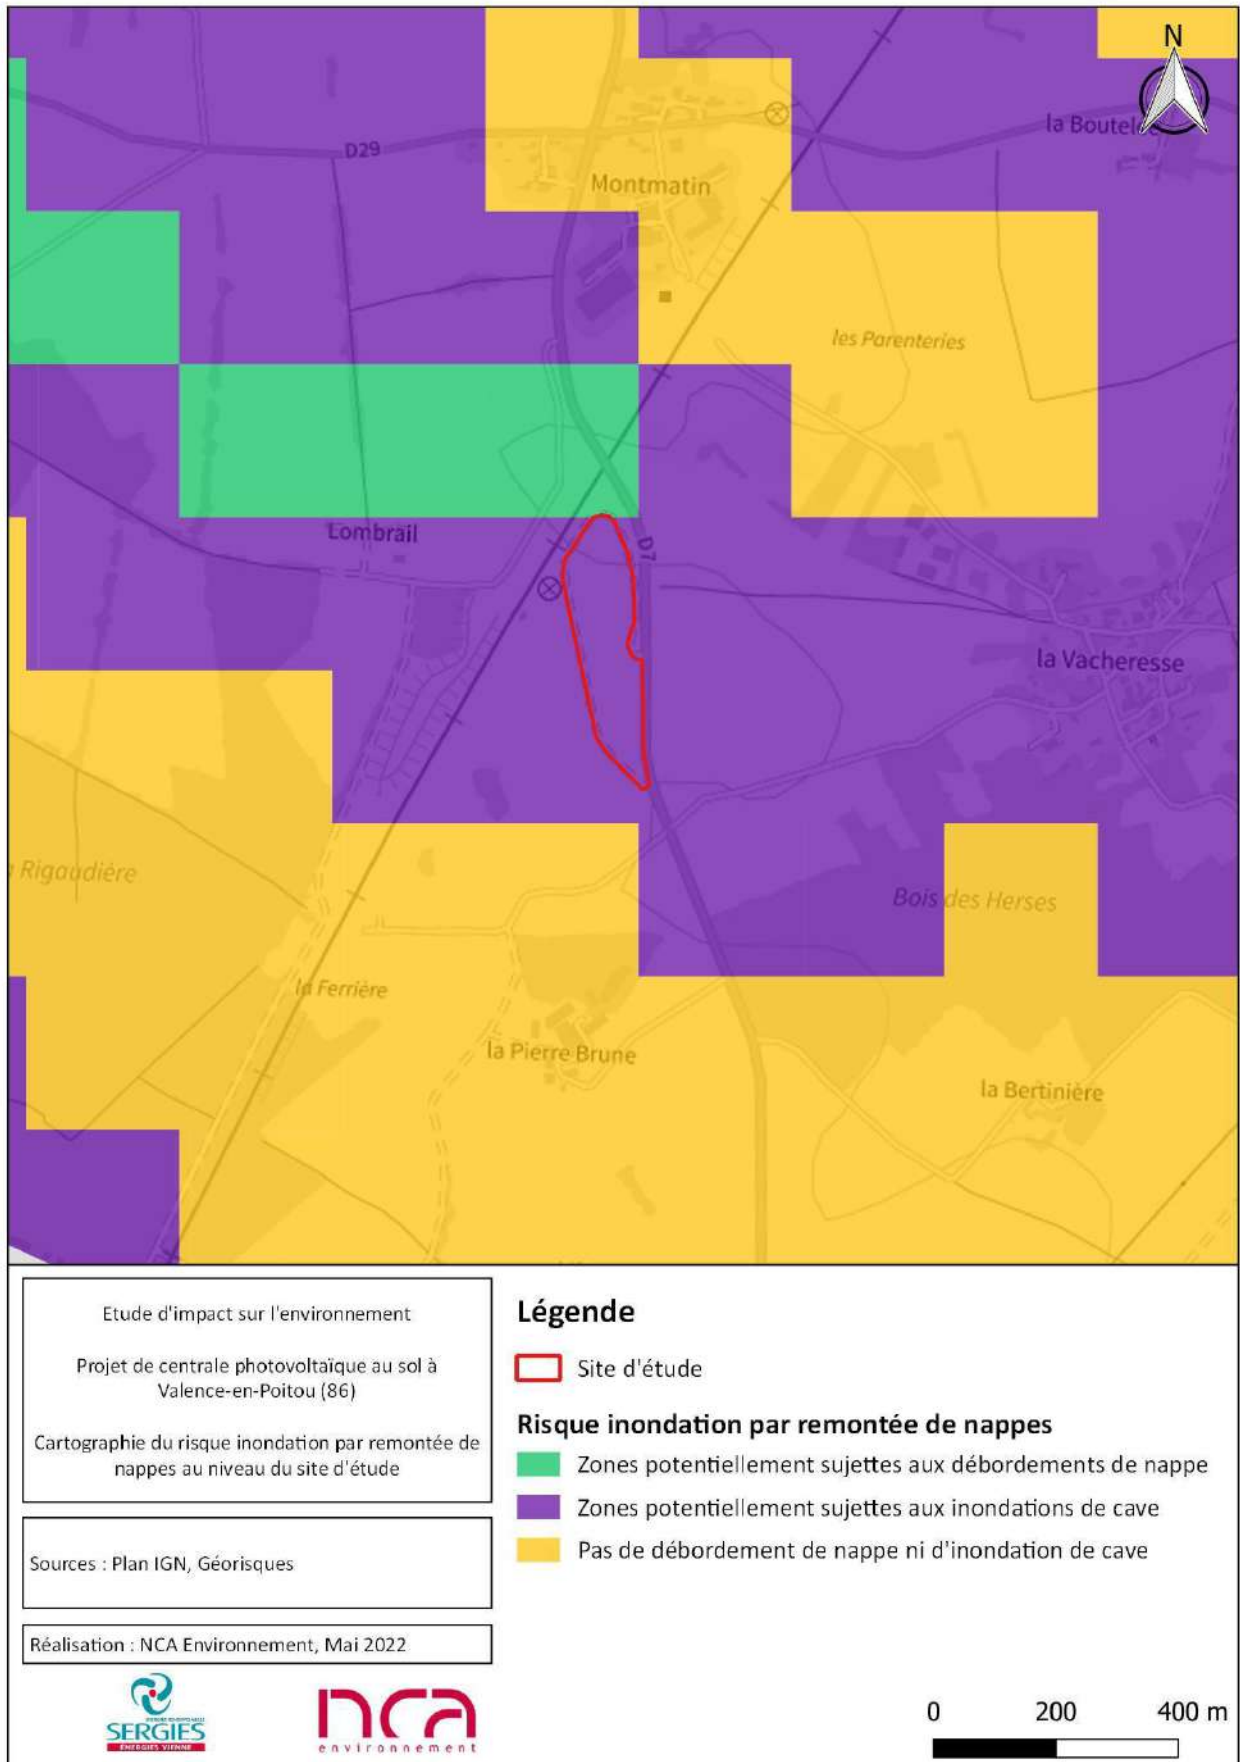 N
la Boutel
D29
Montmatin
les Parenteries
Lombrail
D7
la Vacheresse
Rigaudière
Bois des Herses
la Ferrière
la Pierre Brune
la Bertinière
Etude d'impact sur l'environnement
Projet de centrale photovoltaïque au sol à
Valence-en-Poitou (86)
Cartographie du risque inondation par remontée de
nappes au niveau du site d'étude
Sources : Plan IGN, Géorisques
Réalisation : NCA Environnement, Mai 2022
SERGIES
ÉNERGIES VIENNE
nca
environnement
Légende
Site d'étude
Risque inondation par remontée de nappes
Zones potentiellement sujettes aux débordements de nappe
Zones potentiellement sujettes aux inondations de cave
Pas de débordement de nappe ni d'inondation de cave
0 200 400 m